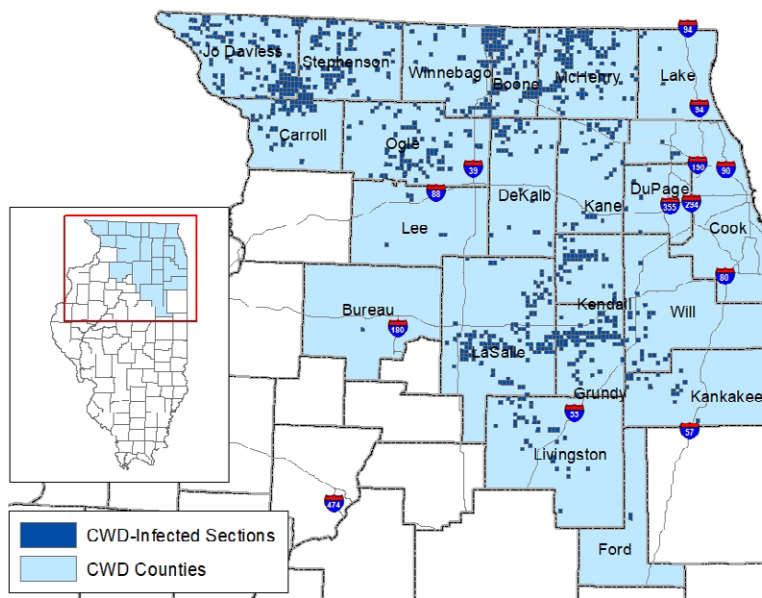 94
Jo Daviess
Stephenson
Winnebago
Boone
McHenry
Lake
94
Carroll
Ogle
39
190
90
DeKalb
Kane
DuPage
88
355
294
Lee
Cook
80
Bureau
180
Kendall
Will
LaSalle
Grundy
Kankakee
55
57
Livingston
474
Ford
CWD-Infected Sections
CWD Counties